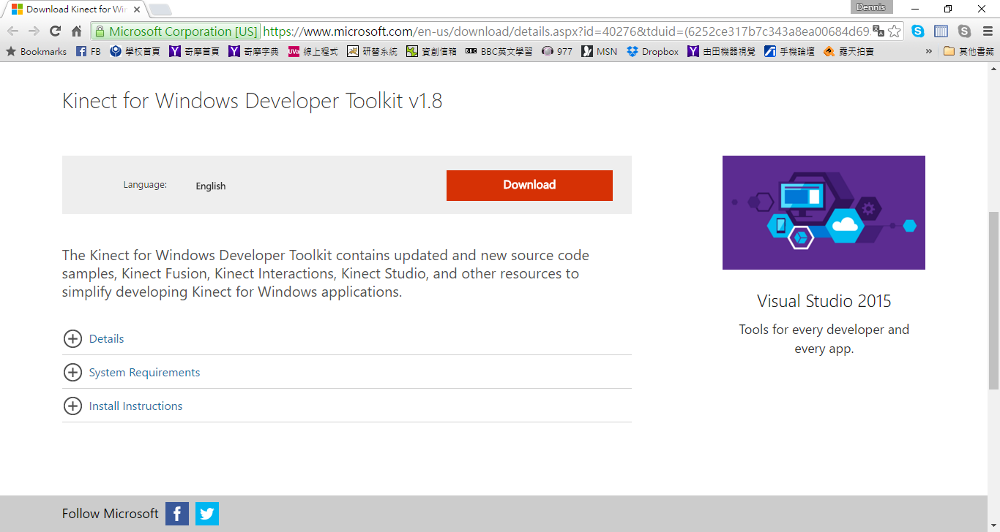 Download Kinect for Win
Dennis
Microsoft Corporation [US] https://www.microsoft.com/en-us/download/details.aspx?id=40276&tduid=(6252ce317b7c343a8ea00684d69
Bookmarks FB 學校首頁 奇摩首頁 奇摩字典 UVa 線上程式 研替系統 資創信箱 BBC BBC英文學習 977 MSN Dropbox 由田機器視覺 手機論壇 露天拍賣 » 其他書籤
Kinect for Windows Developer Toolkit v1.8
Language: English Download
The Kinect for Windows Developer Toolkit contains updated and new source code
samples, Kinect Fusion, Kinect Interactions, Kinect Studio, and other resources to
simplify developing Kinect for Windows applications.
Details
System Requirements
Install Instructions
Visual Studio 2015
Tools for every developer and
every app.
Follow Microsoft